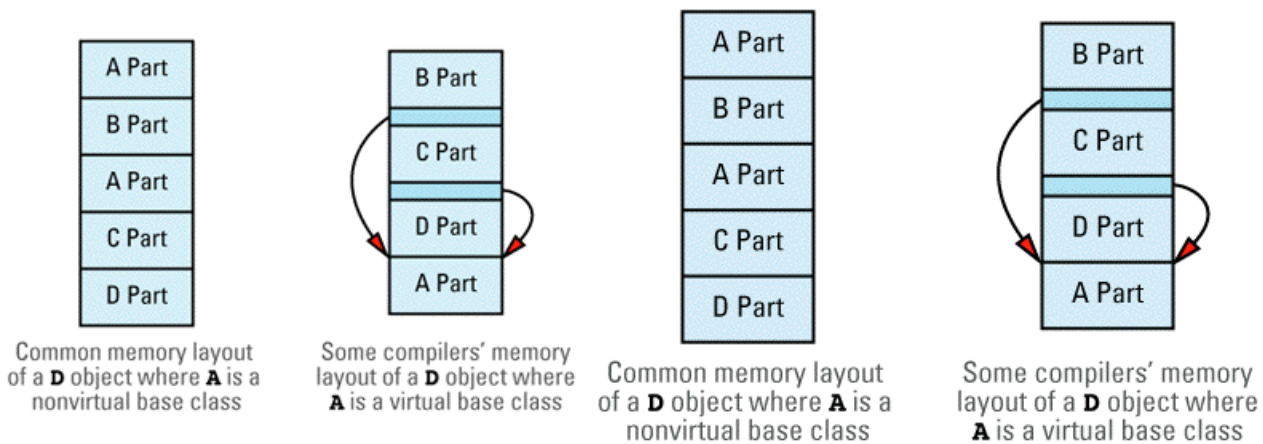 A Part
B Part
A Part
C Part
D Part
Common memory layout
of a D object where A is a
nonvirtual base class
B Part
C Part
D Part
A Part
Some compilers’ memory
layout of a D object where
A is a virtual base class
A Part
B Part
A Part
C Part
D Part
Common memory layout
of a D object where A is a
nonvirtual base class
B Part
C Part
D Part
A Part
Some compilers’ memory
layout of a D object where
A is a virtual base class